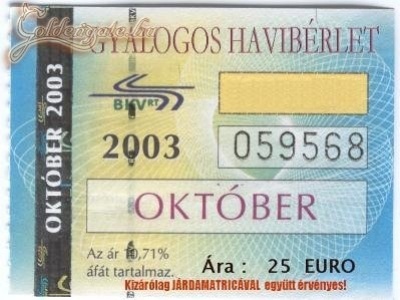 Goldengate.hu
GYALOGOS HAVIBÉRLET
OKTÓBER 2003
BKV RT
2003
059568
OKTÓBER
Az ár 10,71%
áfát tartalmaz.
Ára : 25 EURO
Kizárólag JÁRDAMATRICÁVAL együtt érvényes!